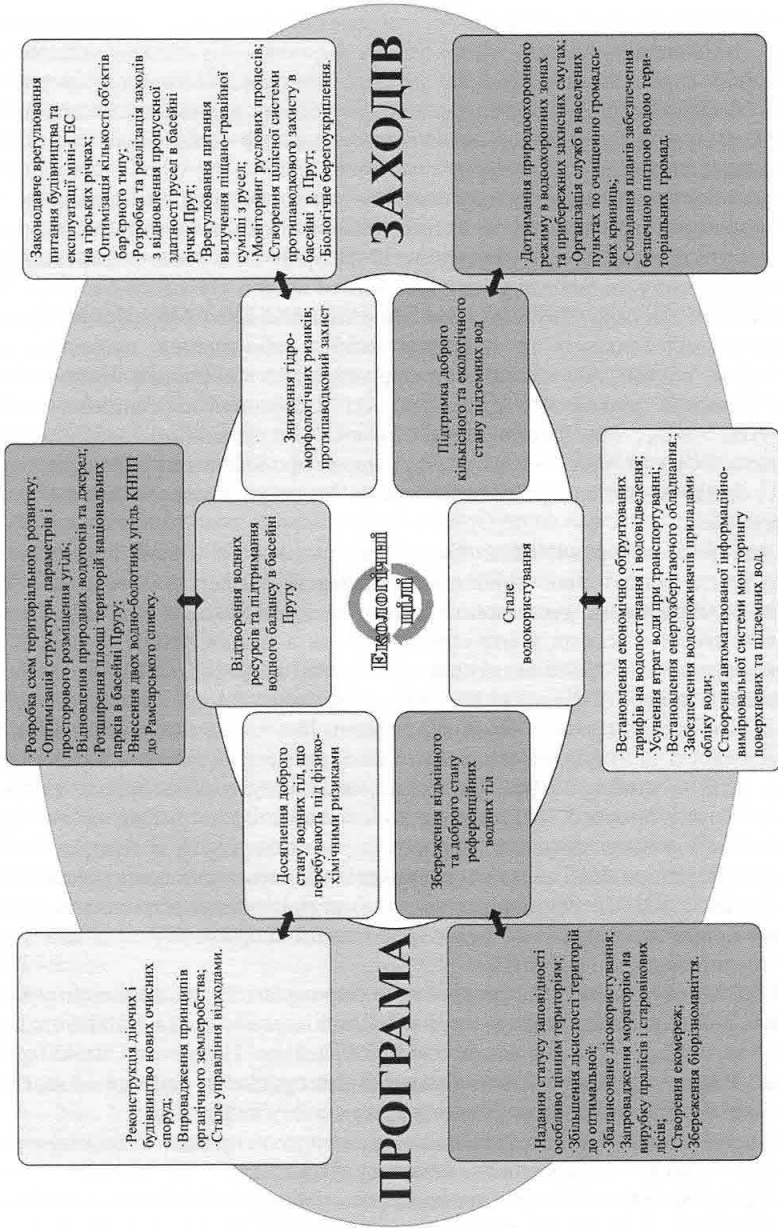 ПРОГРАМА
ЗАХОДІВ
Екологічні
цілі
·Реконструкція діючих і
будівництво нових очисних
споруд;
·Впровадження принципів
органічного землеробства;
·Стале управління відходами.
Досягнення доброго
стану водних тіл, що
перебувають під фізико-
хімічними ризиками
·Розробка схем територіального розвитку;
·Оптимізація структури, параметрів і
просторового розміщення угідь;
·Відновлення природних водотоків та джерел;
·Розширення площі територій національних
парків в басейні Пруту;
·Внесення двох водно-болотних угідь КНПП
до Рамсарського списку.
Відтворення водних
ресурсів та підтримання
водного балансу в басейні
Пруту
·Законодавче врегулювання
питання будівництва та
експлуатації міні-ГЕС
на гірських річках;
·Оптимізація кількості об'єктів
бар'єрного типу;
·Розробка та реалізація заходів
з відновлення пропускної
здатності русел в басейні
річки Прут;
·Врегулювання питання
вилучення піщано-гравійної
суміші з русел;
·Моніторинг руслових процесів;
·Створення цілісної системи
протипаводкового захисту в
басейні р. Прут;
·Біологічне берегоукріплення.
Зниження гідро-
морфологічних ризиків;
протипаводковий захист
Збереження відмінного
та доброго стану
референційних
водних тіл
·Надання статусу заповідності
особливо цінним територіям;
·Збільшення лісистості територій
до оптимальної;
·Збалансоване лісокористування;
·Запровадження мораторію на
вирубку пралісів і старовікових
лісів;
·Створення екомереж;
·Збереження біорізноманіття.
Стале
водокористування
·Встановлення економічно обґрунтованих
тарифів на водопостачання і водовідведення;
·Усунення втрат води при транспортуванні;
·Встановлення енергозберігаючого обладнання ;
·Забезпечення водоспоживачів приладами
обліку води;
·Створення автоматизованої інформаційно-
вимірювальної системи моніторингу
поверхневих та підземних вод.
Підтримка доброго
кількісного та екологічного
стану підземних вод
·Дотримання природоохоронного
режиму в водоохоронних зонах
та прибережних захисних смугах;
·Організація служб в населених
пунктах по очищенню громадсь-
ких криниць;
·Складання планів забезпечення
безпечною питною водою тери-
торіальних громад.